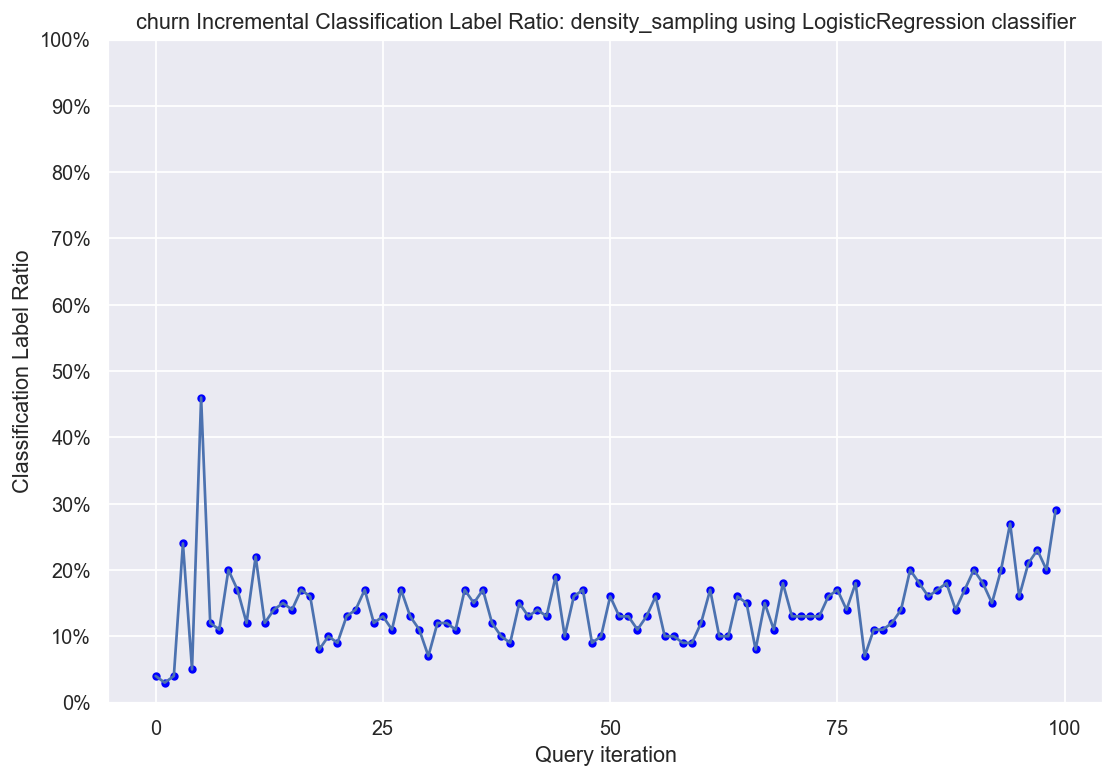 churn Incremental Classification Label Ratio: density_sampling using LogisticRegression classifier
100%
90%
80%
70%
60%
50%
40%
30%
20%
10%
0%
Classification Label Ratio
0 25 50 75 100
Query iteration